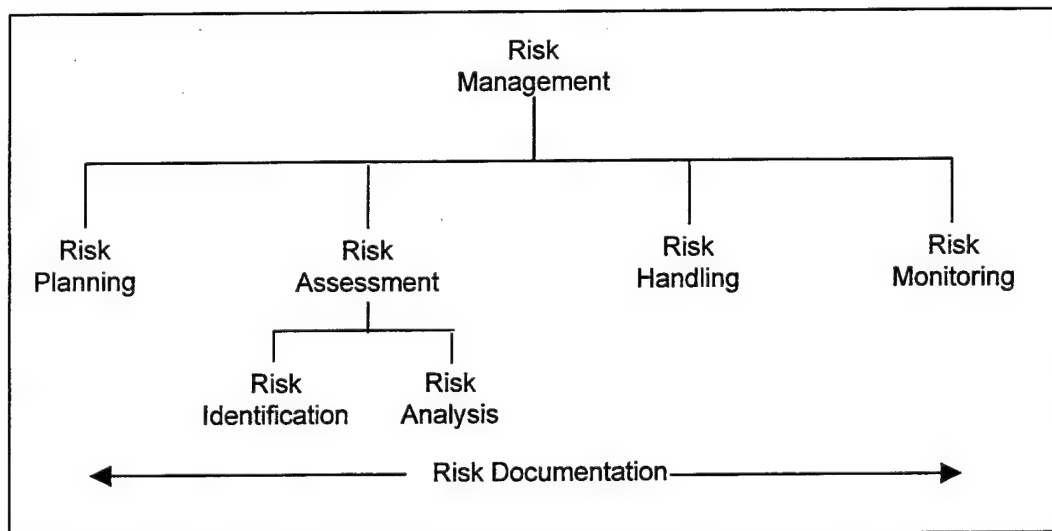 Risk
Management
Risk
Planning
Risk
Assessment
Risk
Handling
Risk
Monitoring
Risk
Identification
Risk
Analysis
Risk Documentation